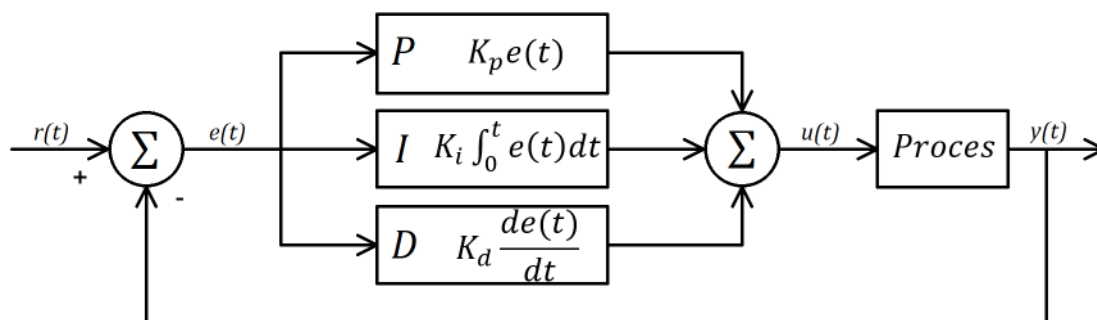 P K_p e(t)
r(t)
+
Σ
-
e(t)
I K_i ∫_0^t e(t)dt
Σ
u(t)
Proces
y(t)
D K_d de(t)/dt